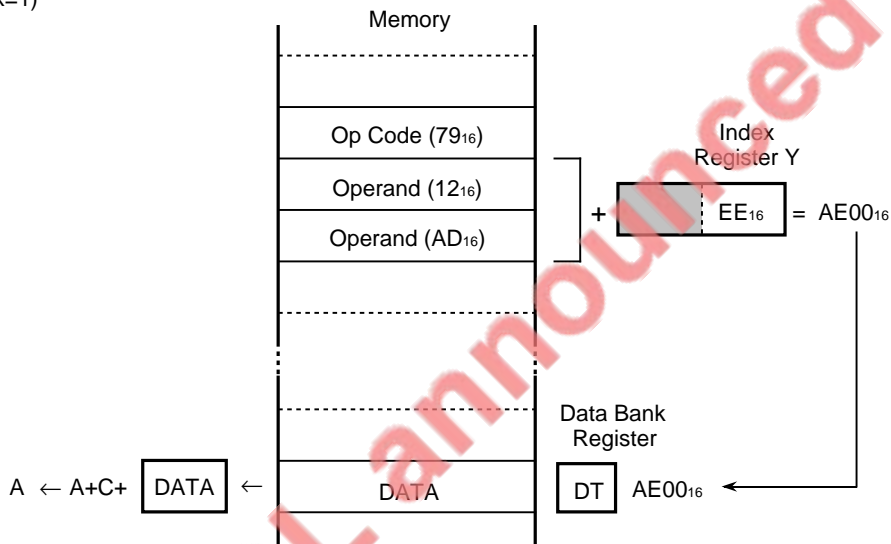 x=1)
Memory
Op Code (79₁₆)
Operand (12₁₆)
Operand (AD₁₆)
Index
Register Y
+ EE₁₆ = AE00₁₆
Data Bank
Register
A ← A+C+ DATA ← DATA DT AE00₁₆
announced